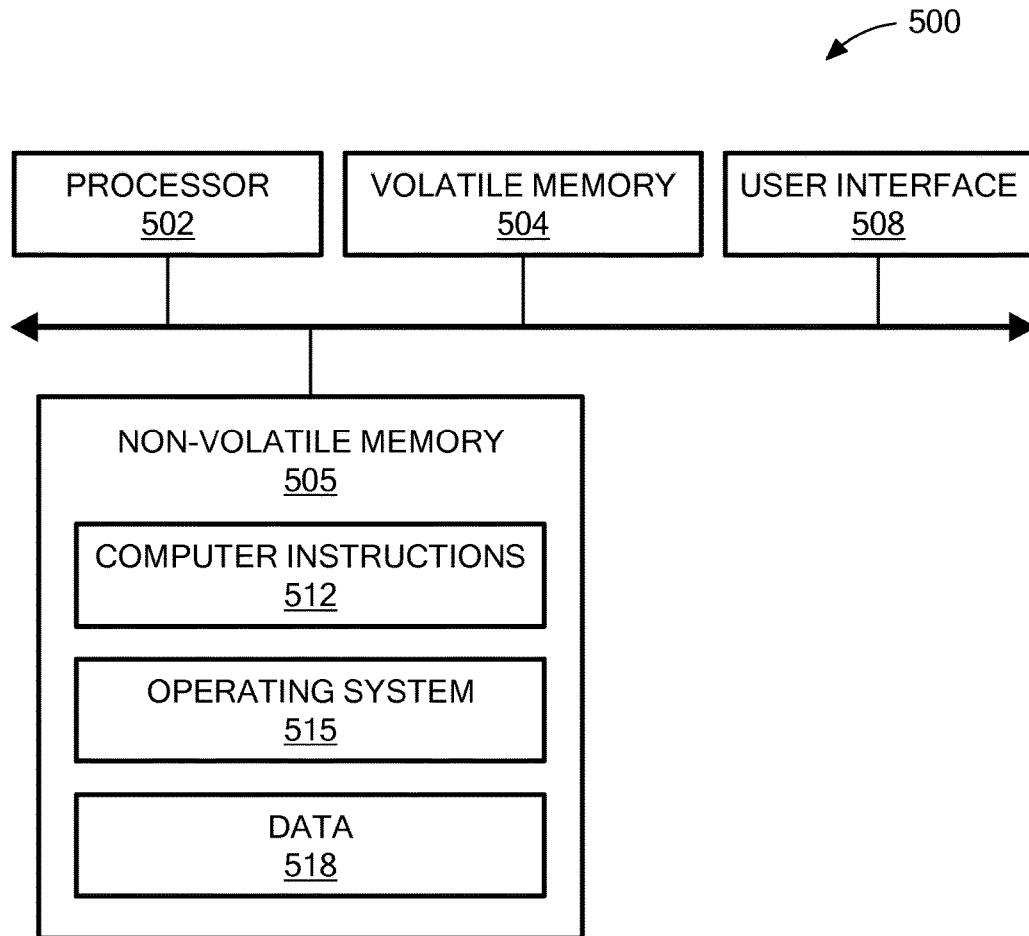 500
PROCESSOR
502
VOLATILE MEMORY
504
USER INTERFACE
508
NON-VOLATILE MEMORY
505
COMPUTER INSTRUCTIONS
512
OPERATING SYSTEM
515
DATA
518